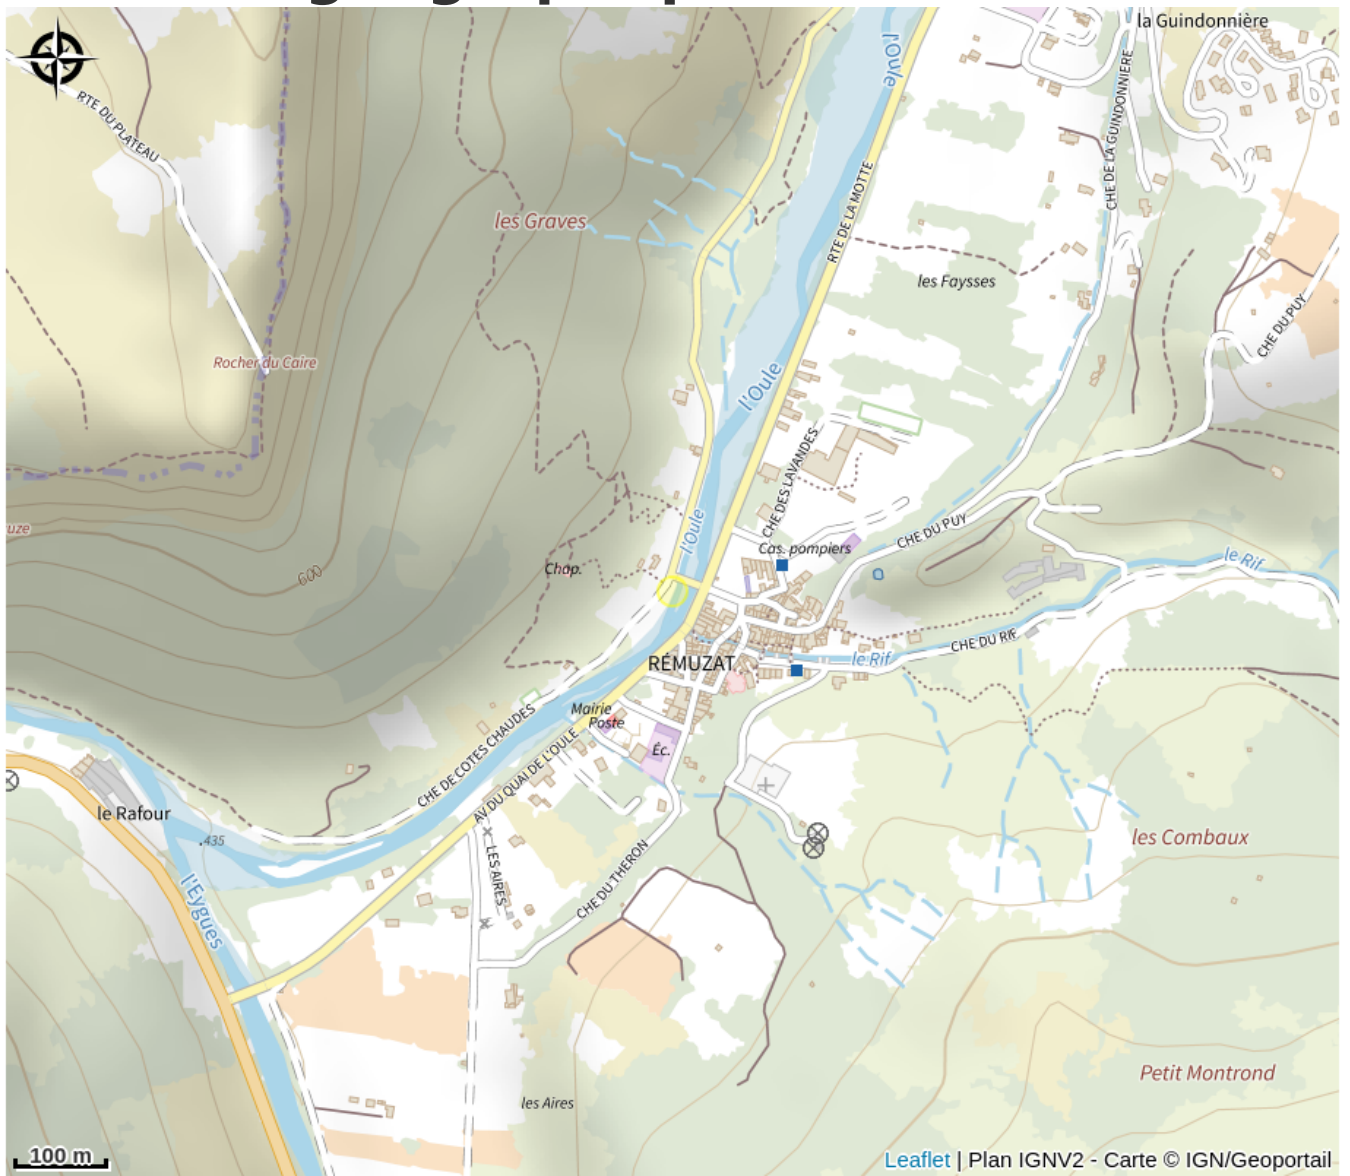 la Guindonnière
l'Oule
RTE DU PLATEAU
CHE DE LA GUINDONNIERE
les Graves
RTE DE LA MOTTE
les Faysses
CHE DU PUY
Rocher du Caire
l'Oule
CHE DES LAVANDES
uze
l'Oule
CHE DU PUY
Cas. pompiers
le Rif
Chap.
600
CHE DU RIF
RÉMUZAT
le Rif
Mairie
Poste
Éc.
CHE DE COTES CHAUDES
AV DU QUAI DE L'OULE
le Rafour
435
les Combaux
LES AIRES
CHE DU THERON
l'Eygues
Petit Montrond
les Aires
100 m
Leaflet | Plan IGNV2 - Carte © IGN/Geoportail